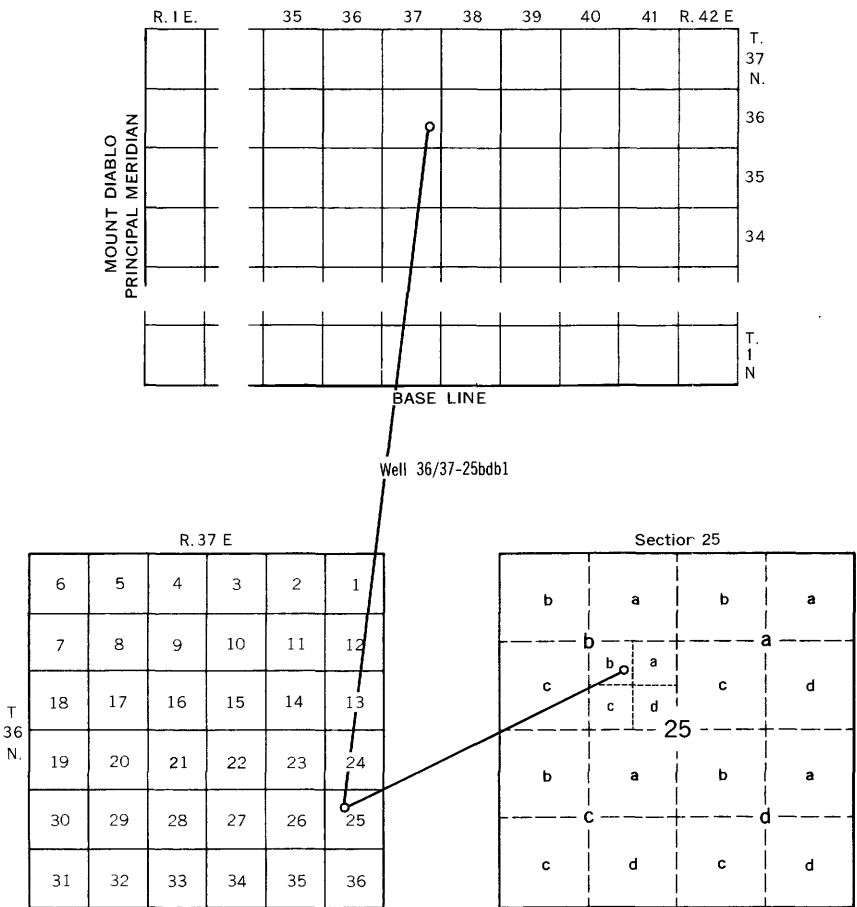 R. 1 E. 35 36 37 38 39 40 41 R. 42 E
T.
37
N.
36
35
34
T.
1
N
MOUNT DIABLO
PRINCIPAL MERIDIAN
BASE LINE
Well 36/37-25bdb1
R. 37 E
6 5 4 3 2 1
7 8 9 10 11 12
18 17 16 15 14 13
19 20 21 22 23 24
30 29 28 27 26 25
31 32 33 34 35 36
T
36
N.
Sectior 25
b a b a
b a
b a
c c d
c d
25
b a b a
c d
c d c d